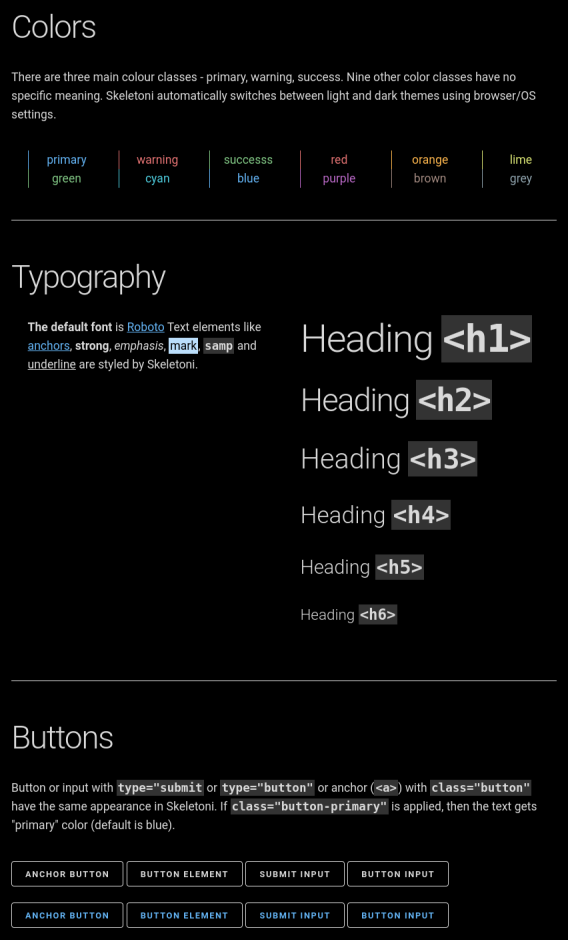 Colors
There are three main colour classes - primary, warning, success. Nine other color classes have no
specific meaning. Skeletoni automatically switches between light and dark themes using browser/OS
settings.
primary warning successs red orange lime
green cyan blue purple brown grey
Typography
The default font is Roboto Text elements like
anchors, strong, emphasis, mark, samp and
underline are styled by Skeletoni.
Heading <h1>
Heading <h2>
Heading <h3>
Heading <h4>
Heading <h5>
Heading <h6>
Buttons
Button or input with type="submit or type="button" or anchor (<a>) with class="button"
have the same appearance in Skeletoni. If class="button-primary" is applied, then the text gets
"primary" color (default is blue).
ANCHOR BUTTON BUTTON ELEMENT SUBMIT INPUT BUTTON INPUT
ANCHOR BUTTON BUTTON ELEMENT SUBMIT INPUT BUTTON INPUT